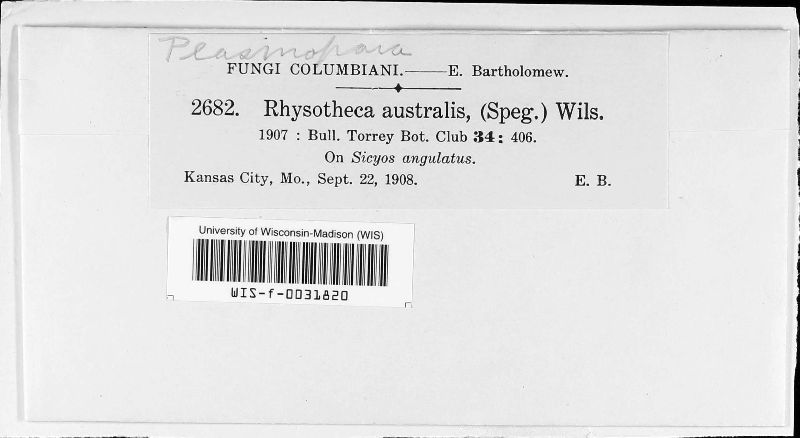 Plasmopara
FUNGI COLUMBIANI.——E. Bartholomew.
2682. Rhysotheca australis, (Speg.) Wils.
1907 : Bull. Torrey Bot. Club 34: 406.
On Sicyos angulatus.
Kansas City, Mo., Sept. 22, 1908. E. B.
University of Wisconsin-Madison (WIS)
WIS-f-0031820